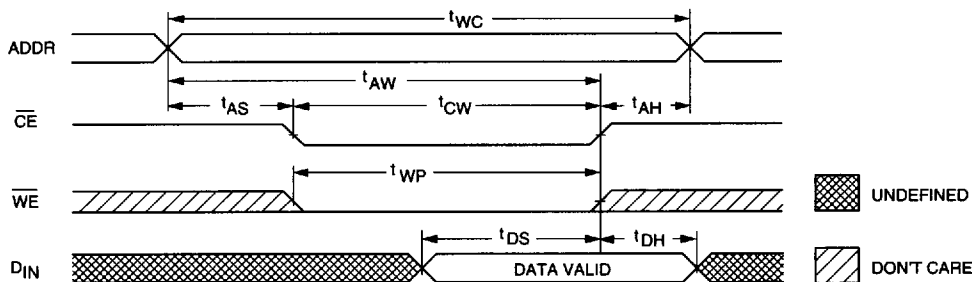 tWC
ADDR
tAW
tAS tCW tAH
CE
tWP
WE
UNDEFINED
tDS tDH
DIN DATA VALID
DON'T CARE